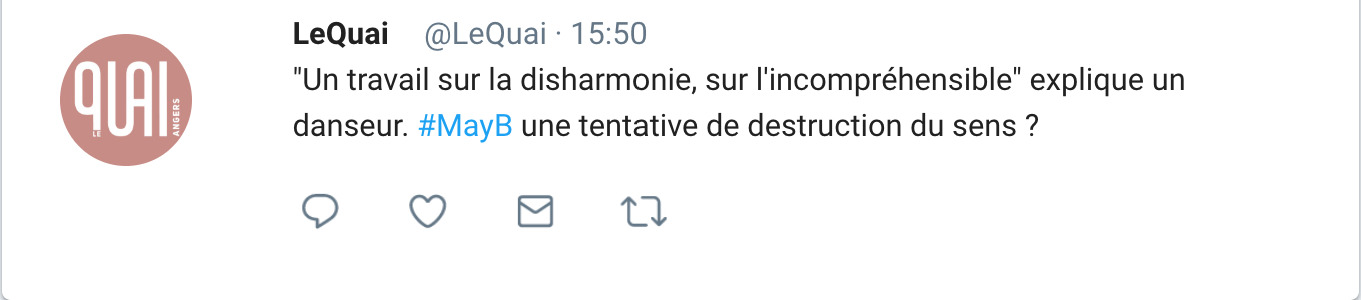 LeQuai @LeQuai · 15:50
"Un travail sur la disharmonie, sur l'incompréhensible" explique un
danseur. #MayB une tentative de destruction du sens ?
QUAI
LE
ANGERS